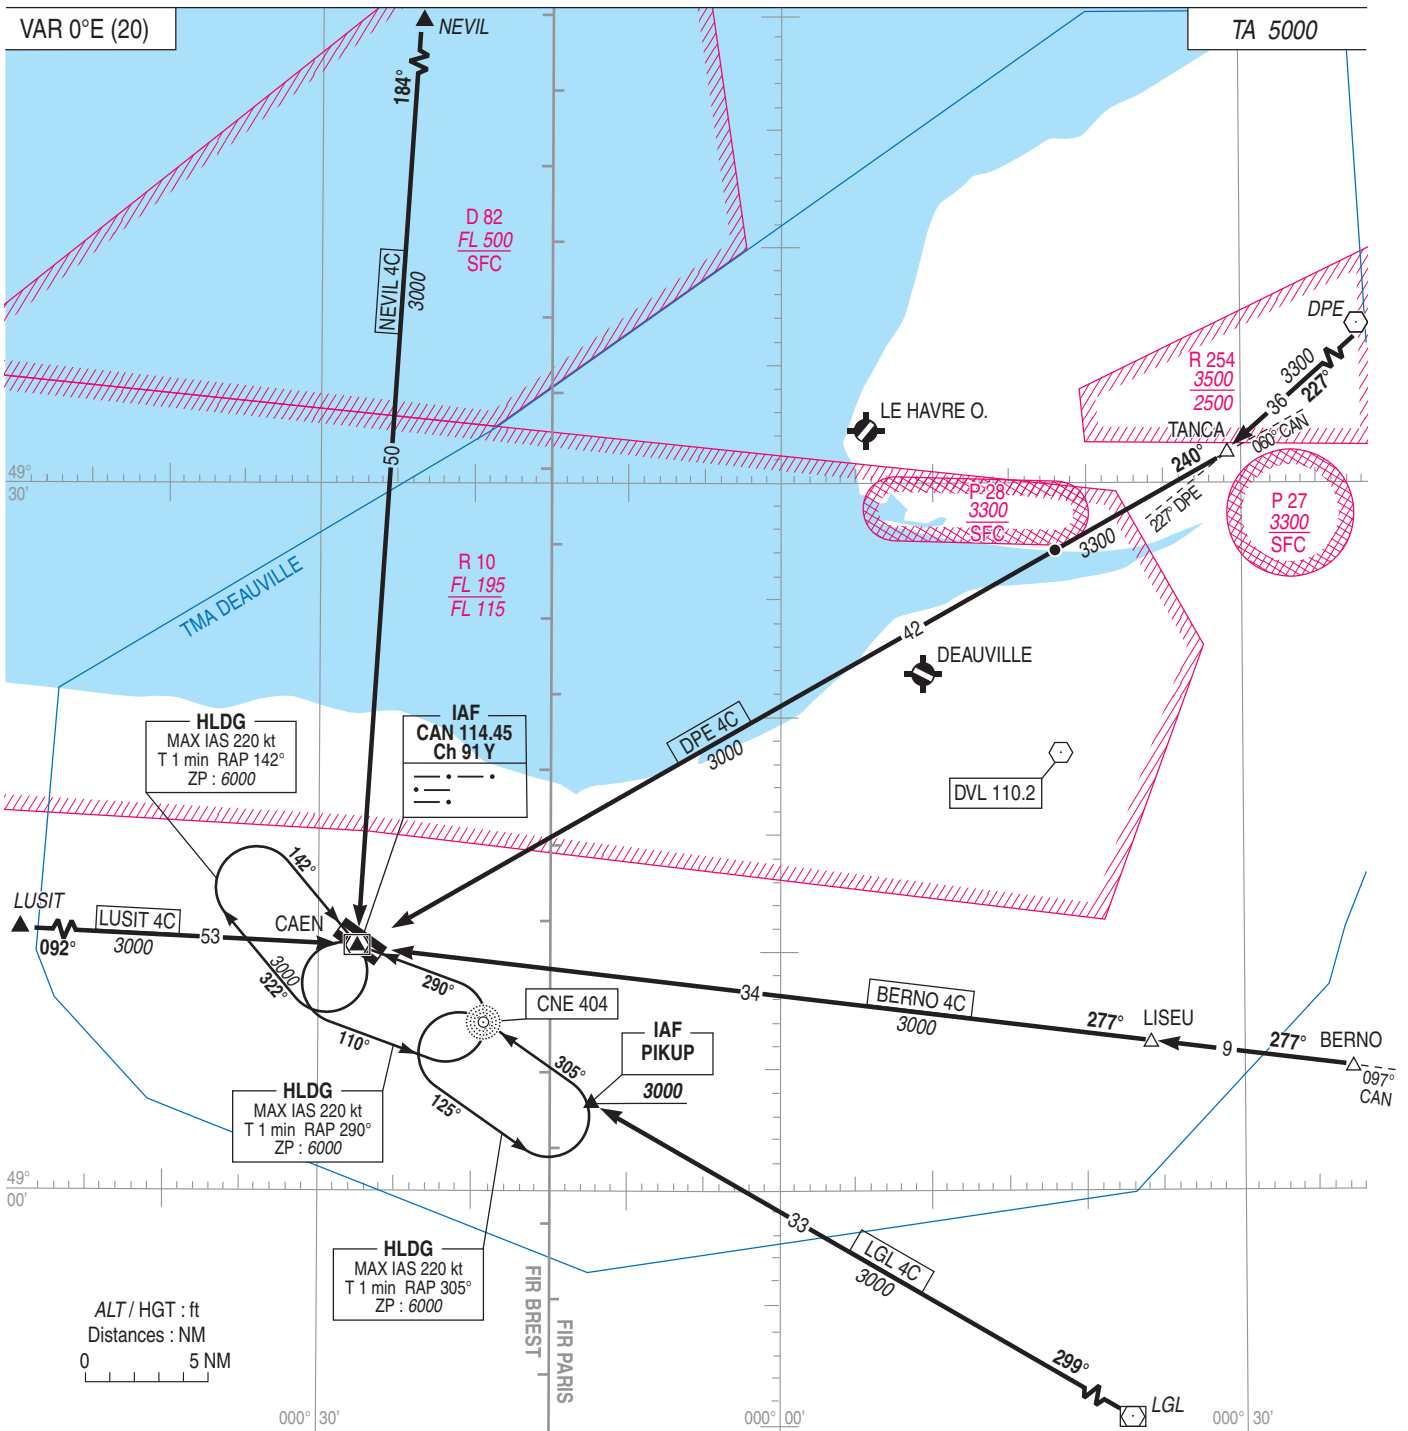 VAR 0°E (20)
NEVIL
TA 5000
184°
D 82
FL 500
SFC
NEVIL 4C
3000
DPE
R 254
3500
2500
3300
36
227°
LE HAVRE O.
TANCA
060° CAN
240°
50
49°
30'
227° DPE
P 28
3300
SFC
P 27
3300
SFC
3300
R 10
FL 195
FL 115
TMA DEAUVILLE
42
DEAUVILLE
HLDG
MAX IAS 220 kt
T 1 min RAP 142°
ZP : 6000
IAF
CAN 114.45
Ch 91 Y
DPE 4C
3000
DVL 110.2
142°
LUSIT
LUSIT 4C
CAEN
092°
3000
53
3000
322°
290°
CNE 404
34
BERNO 4C
3000
277°
LISEU
9
277°
BERNO
097°
CAN
110°
IAF
PIKUP
3000
305°
125°
HLDG
MAX IAS 220 kt
T 1 min RAP 290°
ZP : 6000
49°
00'
33
LGL 4C
3000
HLDG
MAX IAS 220 kt
T 1 min RAP 305°
ZP : 6000
FIR BREST
FIR PARIS
ALT / HGT : ft
Distances : NM
0 5 NM
299°
LGL
000° 30'
000° 00'
000° 30'